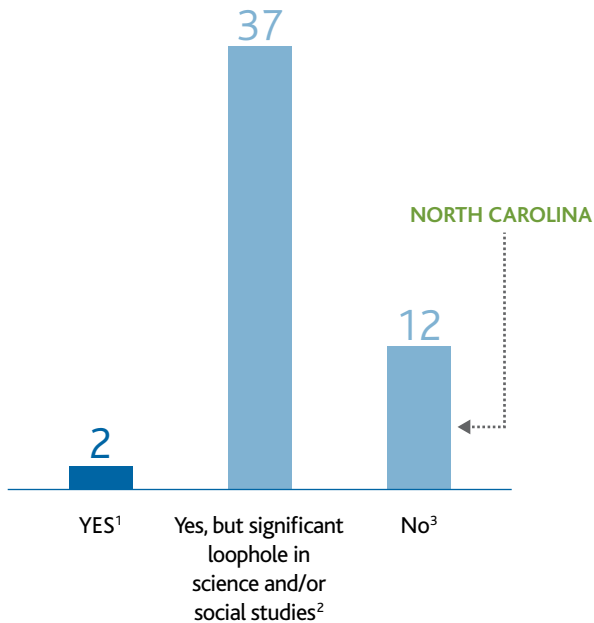 37
NORTH CAROLINA
12
2
YES¹
Yes, but significant
loophole in
science and/or
social studies²
No³